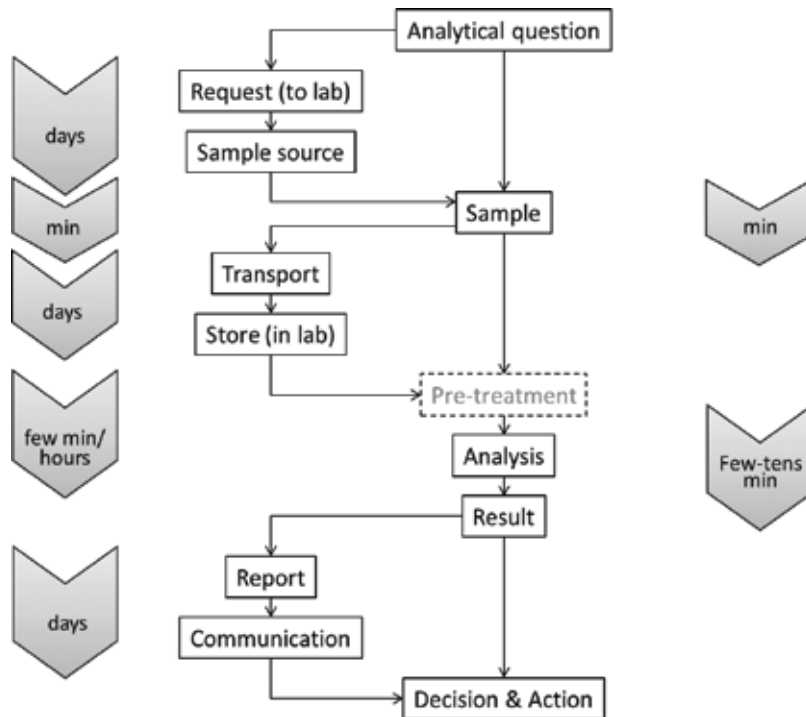 Analytical question
Request (to lab)
days
Sample source
min
Sample
min
Transport
days
Store (in lab)
Pre-treatment
few min/
hours
Analysis
Few-tens
min
Result
Report
days
Communication
Decision & Action